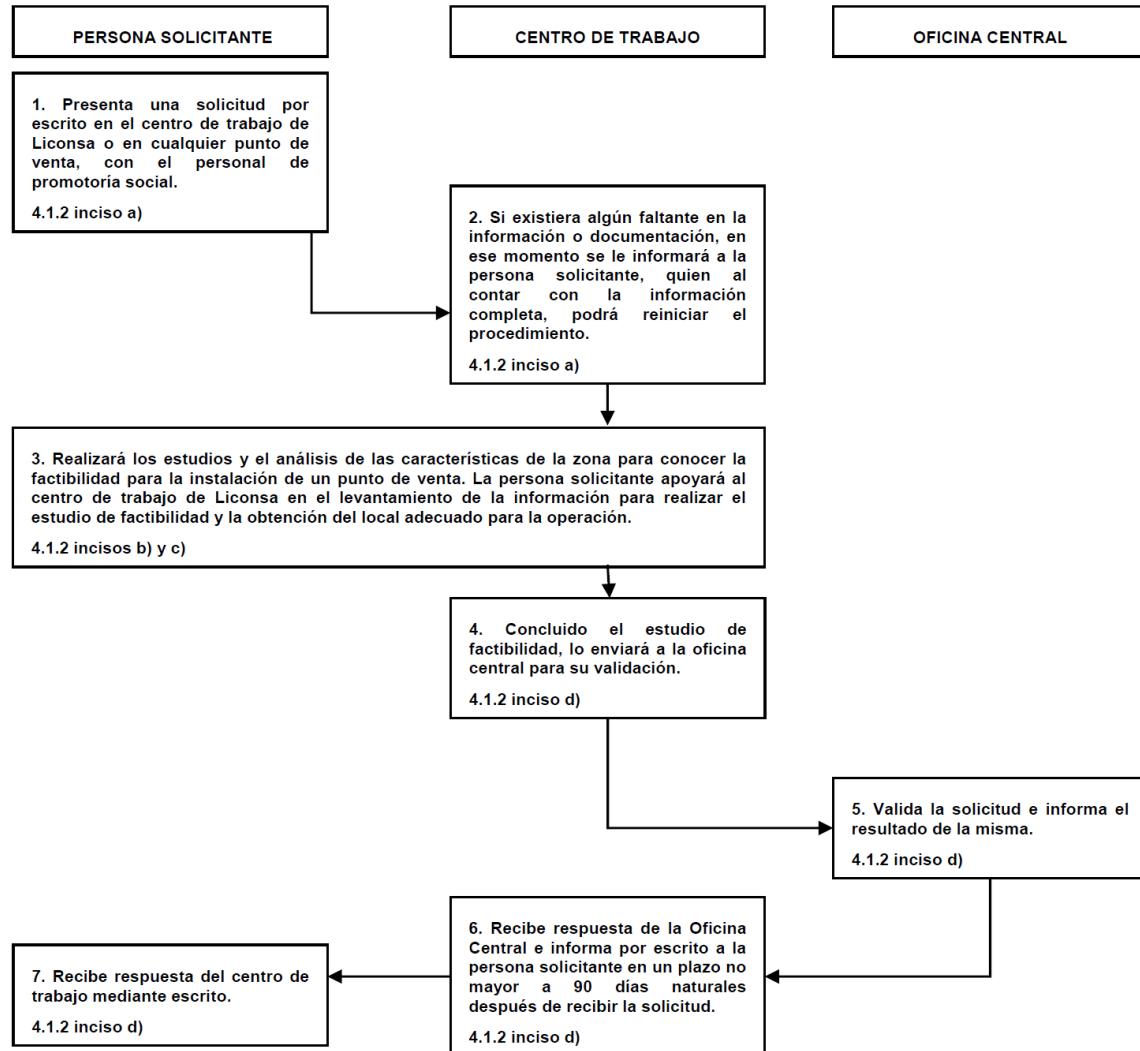 PERSONA SOLICITANTE
CENTRO DE TRABAJO
OFICINA CENTRAL
1. Presenta una solicitud por
escrito en el centro de trabajo de
Liconsa o en cualquier punto de
venta, con el personal de
promotoría social.
4.1.2 inciso a)
2. Si existiera algún faltante en la
información o documentación, en
ese momento se le informará a la
persona solicitante, quien al
contar con la información
completa, podrá reiniciar el
procedimiento.
4.1.2 inciso a)
3. Realizará los estudios y el análisis de las características de la zona para conocer la
factibilidad para la instalación de un punto de venta. La persona solicitante apoyará al
centro de trabajo de Liconsa en el levantamiento de la información para realizar el
estudio de factibilidad y la obtención del local adecuado para la operación.
4.1.2 incisos b) y c)
4. Concluido el estudio de
factibilidad, lo enviará a la oficina
central para su validación.
4.1.2 inciso d)
5. Valida la solicitud e informa el
resultado de la misma.
4.1.2 inciso d)
6. Recibe respuesta de la Oficina
Central e informa por escrito a la
persona solicitante en un plazo no
mayor a 90 días naturales
después de recibir la solicitud.
4.1.2 inciso d)
7. Recibe respuesta del centro de
trabajo mediante escrito.
4.1.2 inciso d)